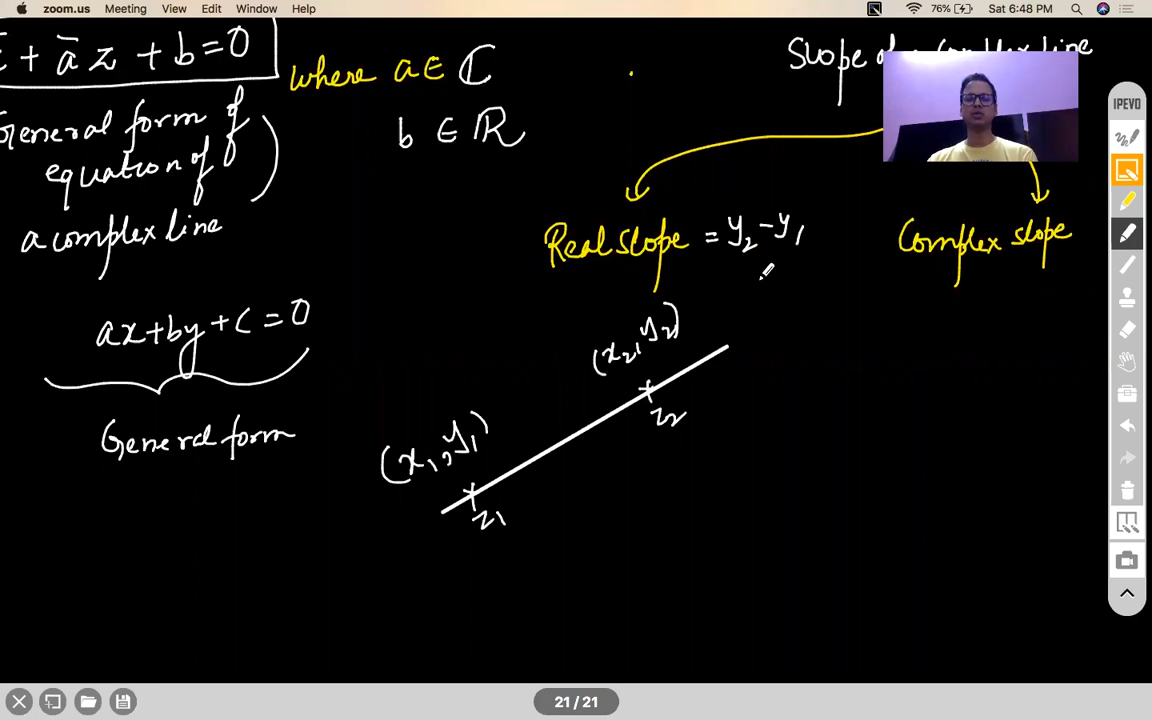 zoom.us Meeting View Edit Window Help 76% Sat 6:48 PM
+ āz + b=0
where a ∈ ℂ
b ∈ ℝ
Slope
complex line
General form of
equation of
a complex line
Real slope = y₂ - y₁
Complex slope
ax+by+c=0
General form
(x₂, y₂)
z₂
(x₁, y₁)
z₁
IPEVO
21 / 21